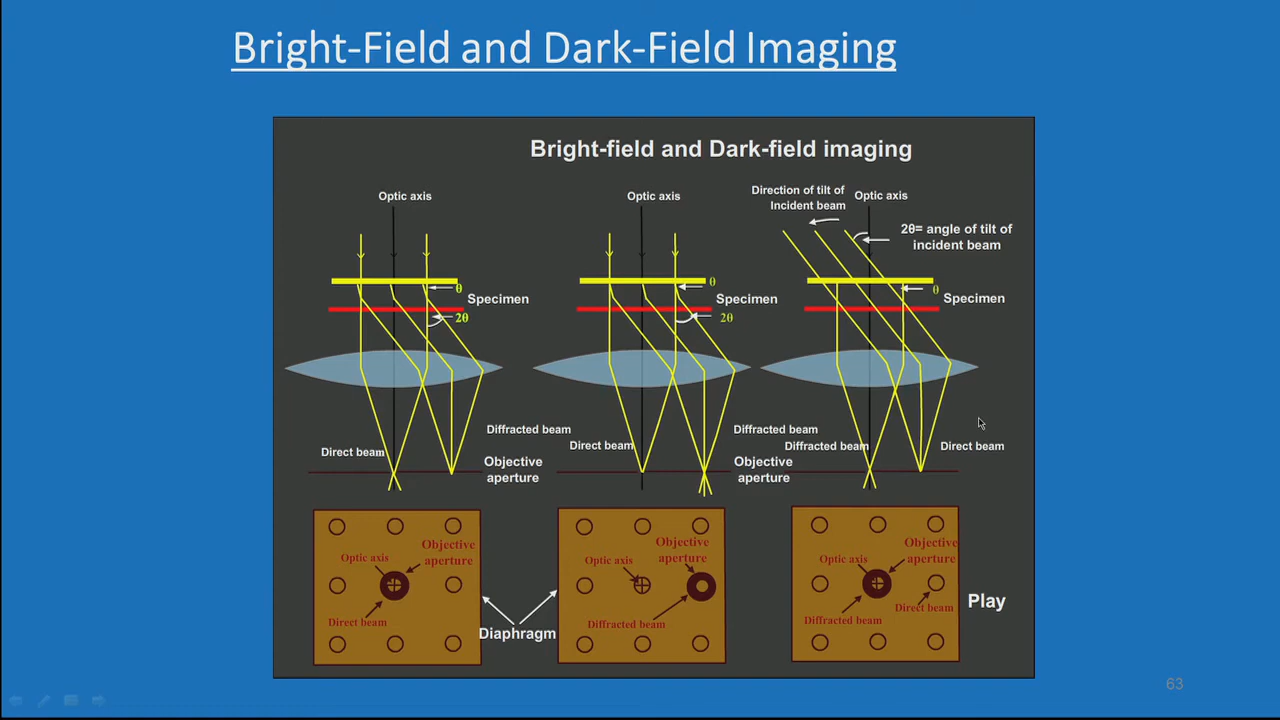 Bright-Field and Dark-Field Imaging
Bright-field and Dark-field imaging
Optic axis
θ
Specimen
2θ
Direct beam
Diffracted beam
Objective
aperture
Optic axis
θ
Specimen
2θ
Direct beam
Diffracted beam
Objective
aperture
Direction of tilt of
Incident beam
Optic axis
2θ= angle of tilt of
incident beam
θ
Specimen
Diffracted beam
Direct beam
Objective
aperture
Optic axis
Direct beam
Diaphragm
Objective
aperture
Optic axis
Diffracted beam
Objective
aperture
Optic axis
Diffracted beam
Direct beam
Play
63